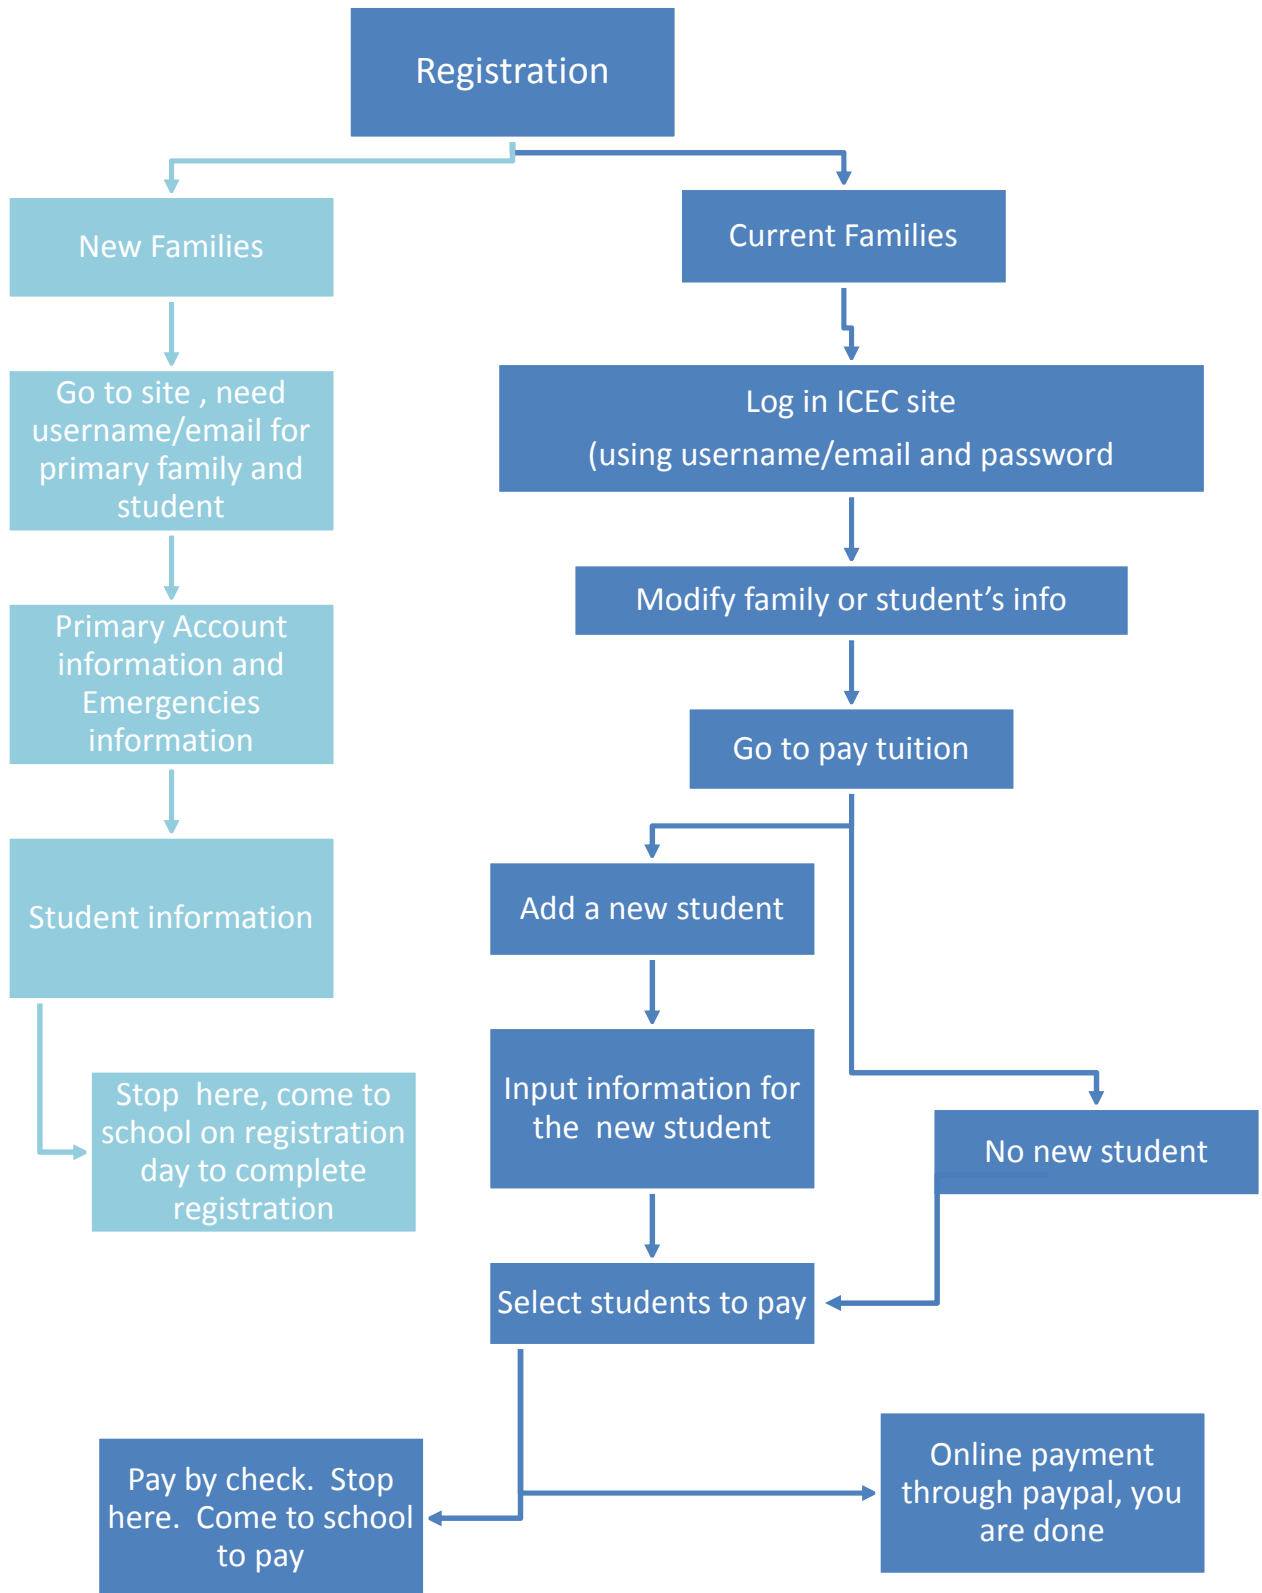 Registration
New Families
Current Families
Go to site , need
username/email for
primary family and
student
Log in ICEC site
(using username/email and password
Modify family or student’s info
Primary Account
information and
Emergencies
information
Go to pay tuition
Student information
Add a new student
Stop  here, come to
school on registration
day to complete
registration
Input information for
the  new student
No new student
Select students to pay
Pay by check.  Stop
here.  Come to school
to pay
Online payment
through paypal, you
are done